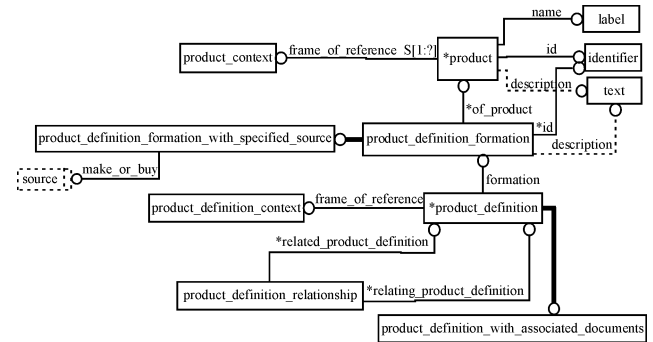 name
label
product_context
frame_of_reference S[1:?]
*product
id
identifier
description
text
*of_product
*id
product_definition_formation_with_specified_source
product_definition_formation
description
make_or_buy
source
formation
product_definition_context
frame_of_reference
*product_definition
*related_product_definition
product_definition_relationship
*relating_product_definition
product_definition_with_associated_documents